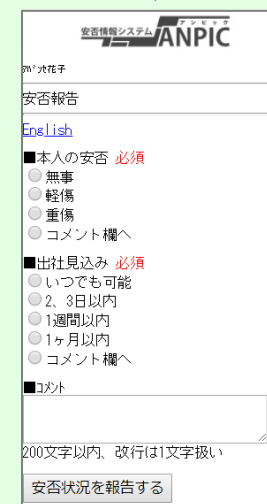 アンピック
安否情報システム ANPIC
ｱﾝﾋﾟｯｸ花子
安否報告
English
■本人の安否 必須
無事
軽傷
重傷
コメント欄へ
■出社見込み 必須
いつでも可能
2、3日以内
1週間以内
1ヶ月以内
コメント欄へ
■ｺﾒﾝﾄ
200文字以内、改行は1文字扱い
安否状況を報告する